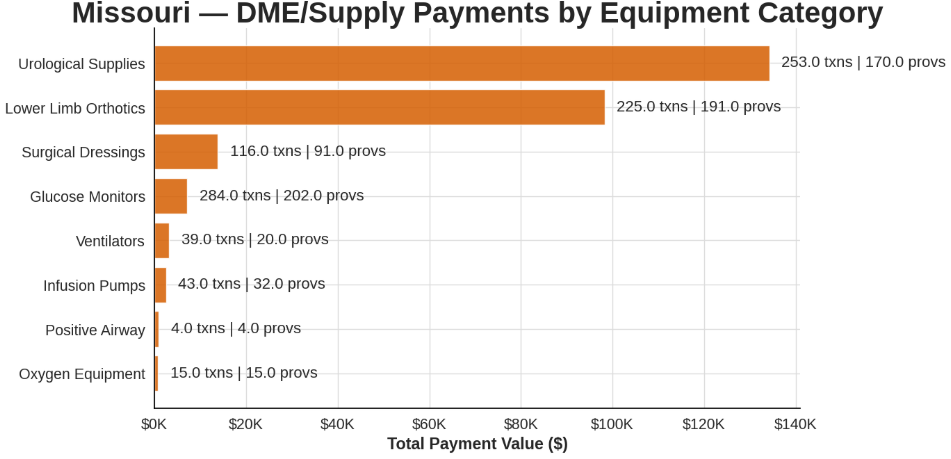 Missouri — DME/Supply Payments by Equipment Category
Urological Supplies 253.0 txns | 170.0 provs
Lower Limb Orthotics 225.0 txns | 191.0 provs
Surgical Dressings 116.0 txns | 91.0 provs
Glucose Monitors 284.0 txns | 202.0 provs
Ventilators 39.0 txns | 20.0 provs
Infusion Pumps 43.0 txns | 32.0 provs
Positive Airway 4.0 txns | 4.0 provs
Oxygen Equipment 15.0 txns | 15.0 provs
$0K $20K $40K $60K $80K $100K $120K $140K
Total Payment Value ($)